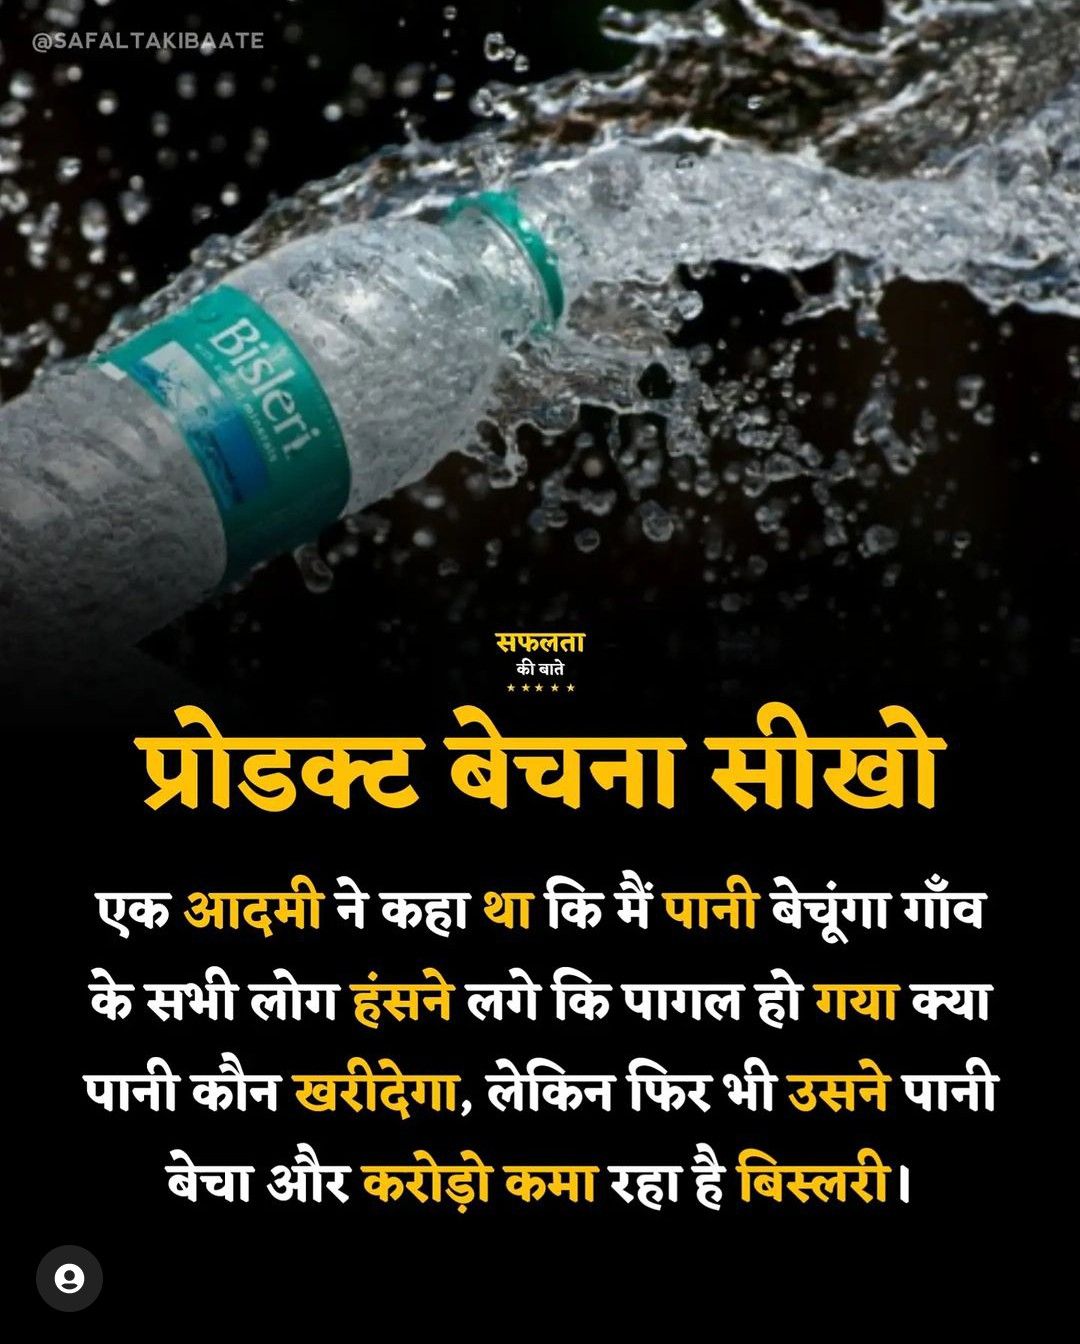 @SAFALTAKIBAATE
Bisleri
सफलता
की बाते
प्रोडक्ट बेचना सीखो
एक आदमी ने कहा था कि मैं पानी बेचूंगा गाँव
के सभी लोग हंसने लगे कि पागल हो गया क्या
पानी कौन खरीदेगा, लेकिन फिर भी उसने पानी
बेचा और करोड़ो कमा रहा है बिस्लरी।